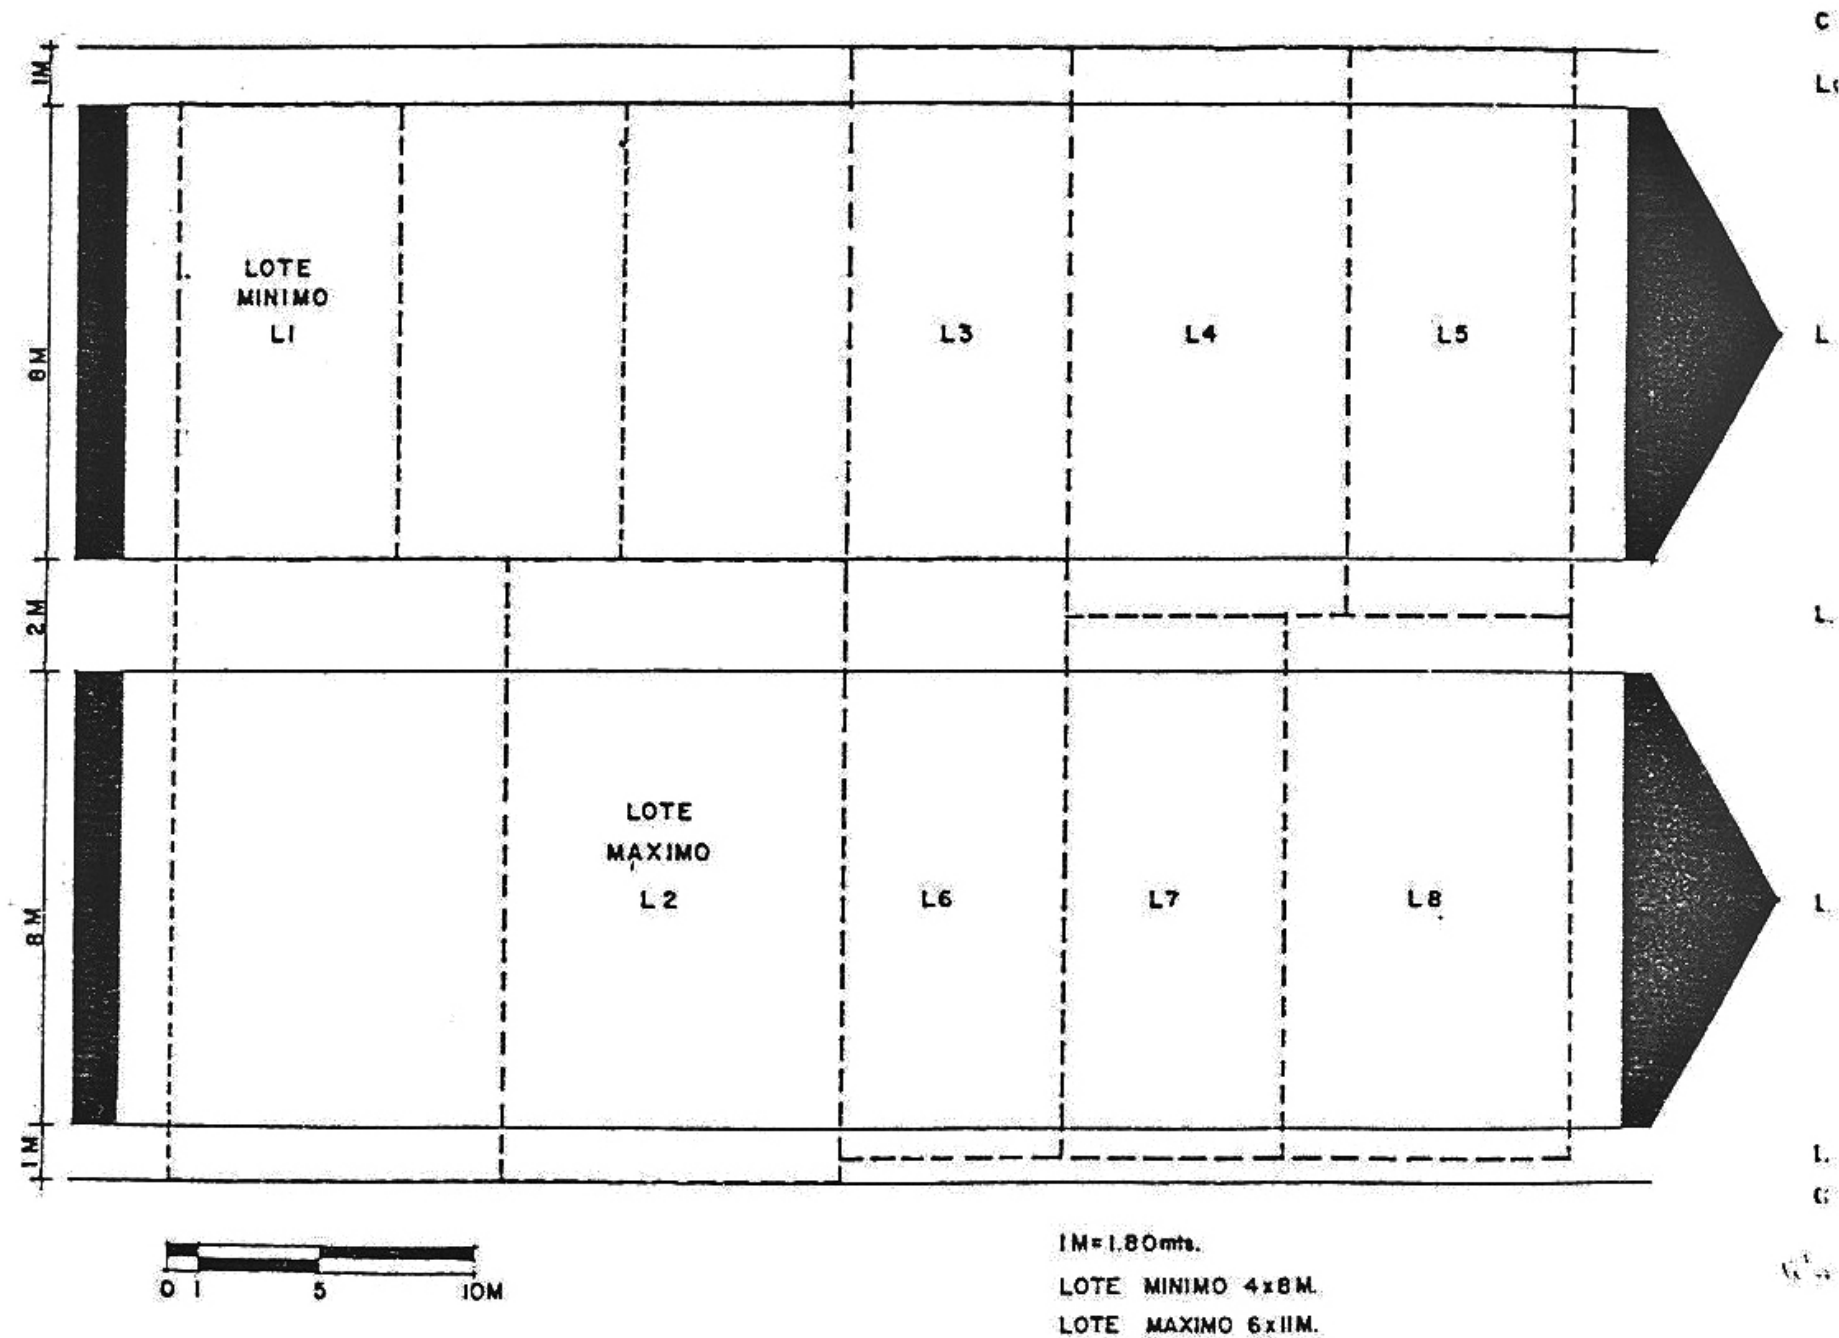 C
1M
LOTE
MINIMO
L1
L3
L4
L5
L
8M
2M
L.
LOTE
MAXIMO
L2
L6
L7
L8
8M
L.
1M
L.
C
0 1 5 10M
1M=1.80mts.
LOTE MINIMO 4x8M.
LOTE MAXIMO 6x11M.